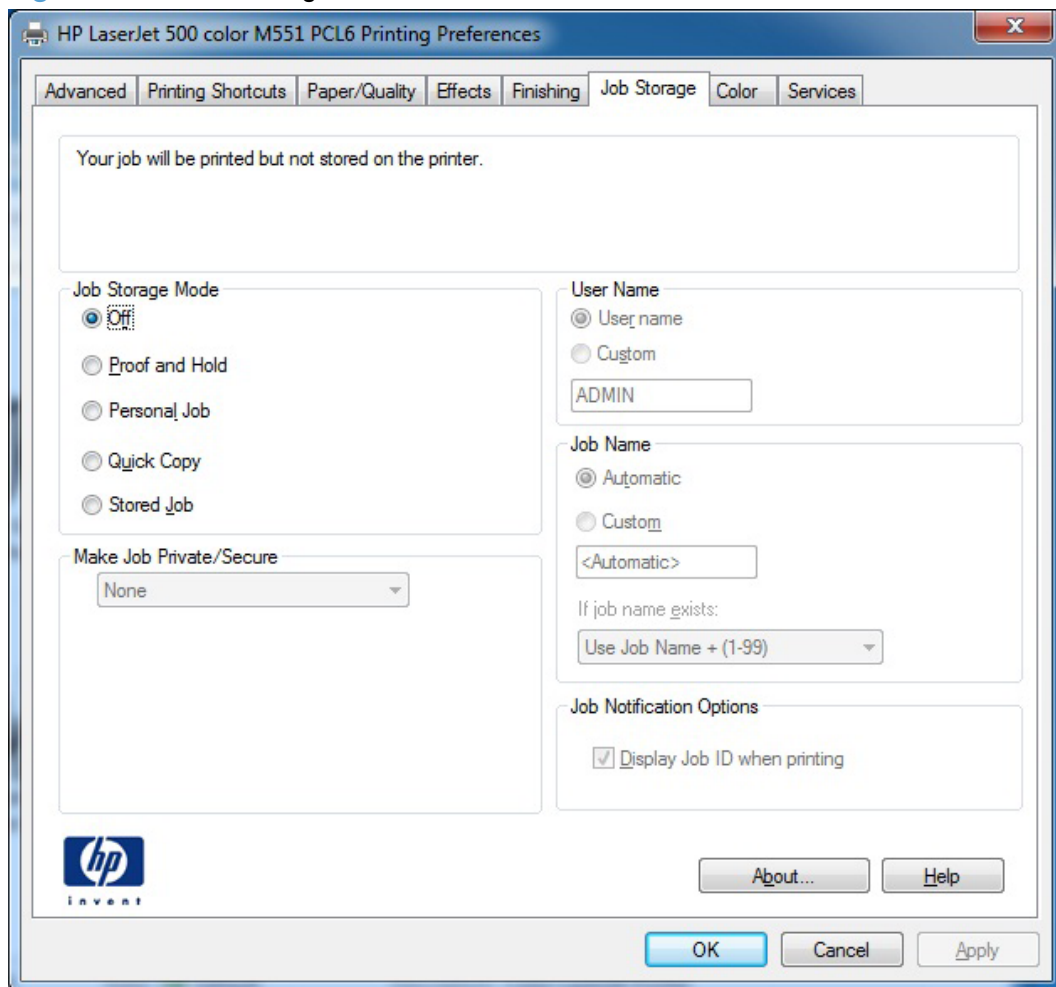 HP LaserJet 500 color M551 PCL6 Printing Preferences
Advanced
Printing Shortcuts
Paper/Quality
Effects
Finishing
Job Storage
Color
Services
Your job will be printed but not stored on the printer.
Job Storage Mode
Off
Proof and Hold
Personal Job
Quick Copy
Stored Job
Make Job Private/Secure
None
User Name
User name
Custom
ADMIN
Job Name
Automatic
Custom
<Automatic>
If job name exists:
Use Job Name + (1-99)
Job Notification Options
Display Job ID when printing
hp
invent
About...
Help
OK
Cancel
Apply